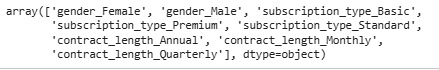 array(['gender_Female', 'gender_Male', 'subscription_type_Basic',
'subscription_type_Premium', 'subscription_type_Standard',
'contract_length_Annual', 'contract_length_Monthly',
'contract_length_Quarterly'], dtype=object)